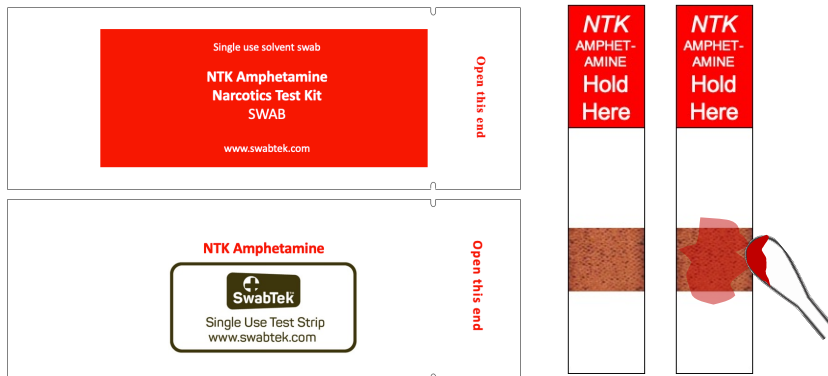 Single use solvent swab
NTK Amphetamine
Narcotics Test Kit
SWAB
www.swabtek.com
Open this end
NTK Amphetamine
SwabTek
Single Use Test Strip
www.swabtek.com
Open this end
NTK
AMPHET-
AMINE
Hold
Here
NTK
AMPHET-
AMINE
Hold
Here